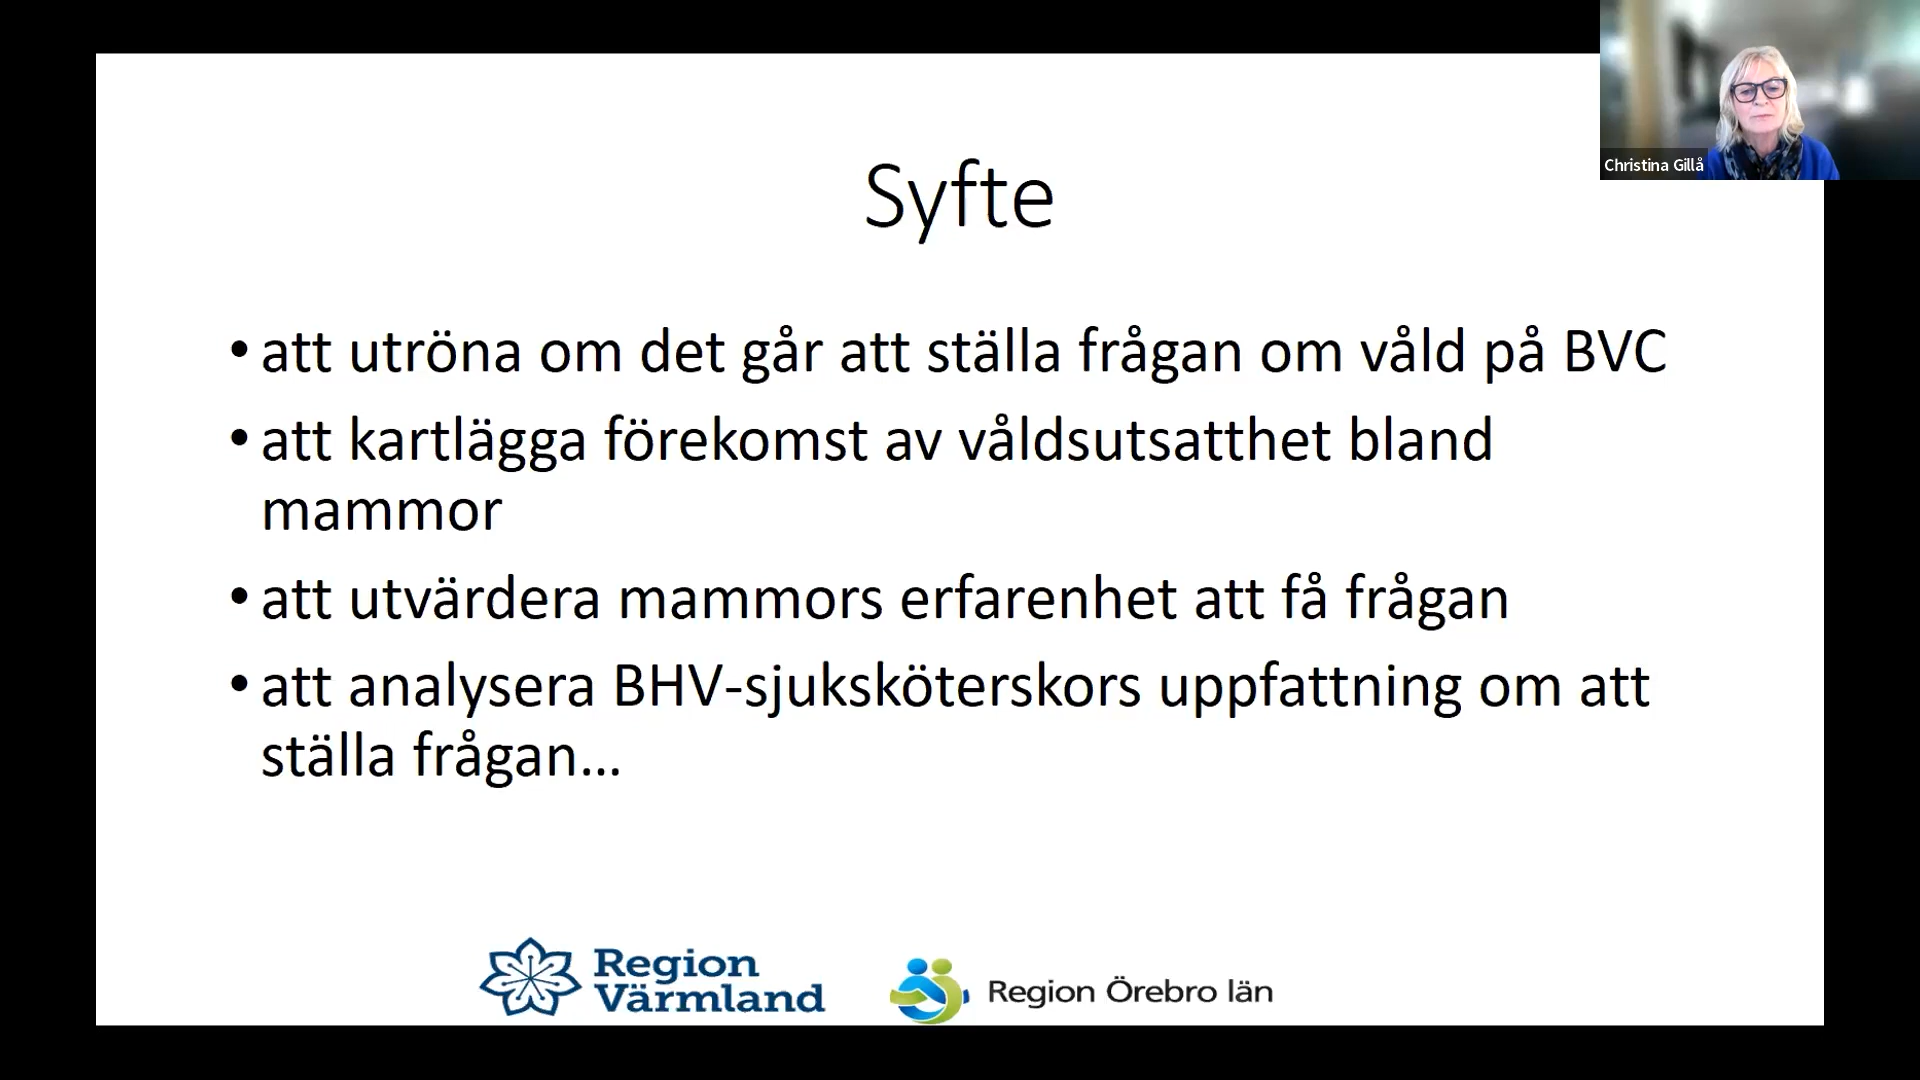 Christina Gillå
Syfte
• att utröna om det går att ställa frågan om våld på BVC
• att kartlägga förekomst av våldsutsatthet bland
mammor
• att utvärdera mammors erfarenhet att få frågan
• att analysera BHV-sjuksköterskors uppfattning om att
ställa frågan…
Region
Värmland
Region Örebro län